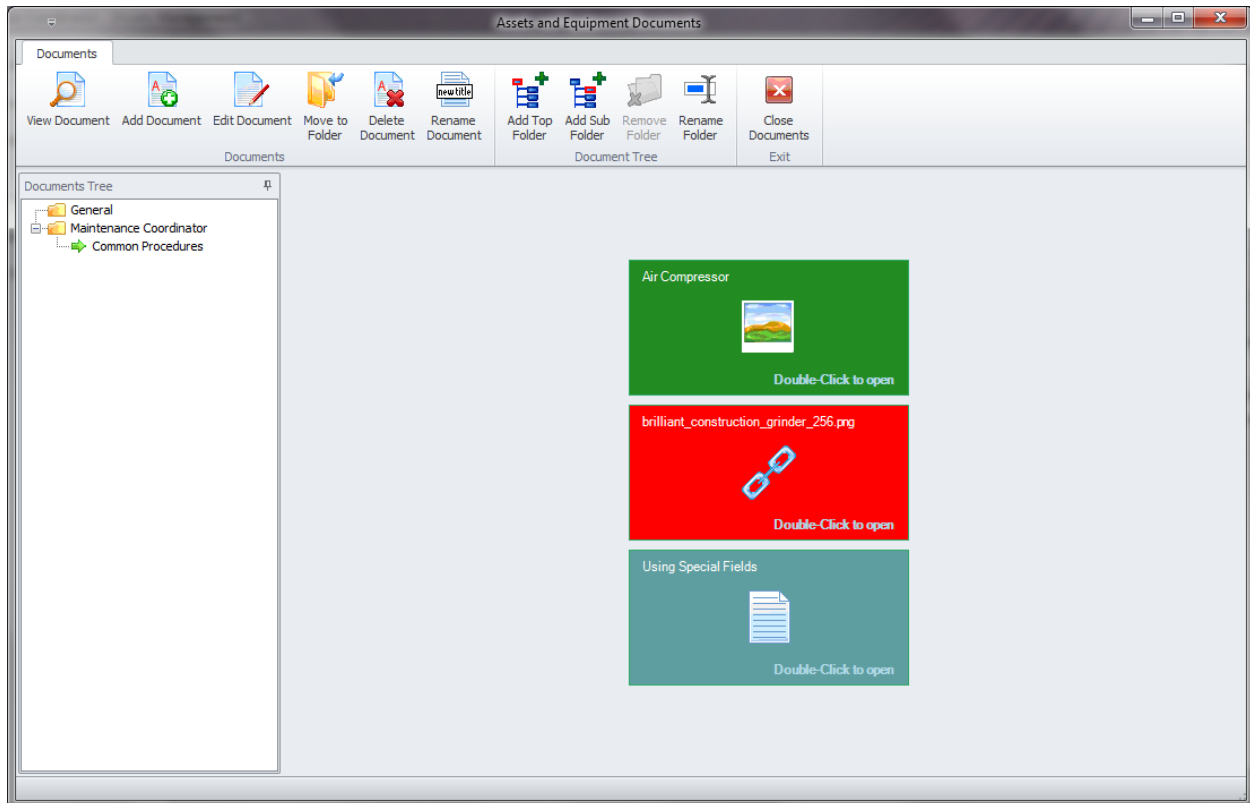 Assets and Equipment Documents
Documents
View Document Add Document Edit Document Move to Folder Delete Document Rename Document
new title
Add Top Folder Add Sub Folder Remove Folder Rename Folder Close Documents
Documents Document Tree Exit
Documents Tree
General
Maintenance Coordinator
Common Procedures
Air Compressor
Double-Click to open
brilliant_construction_grinder_256.png
Double-Click to open
Using Special Fields
Double-Click to open